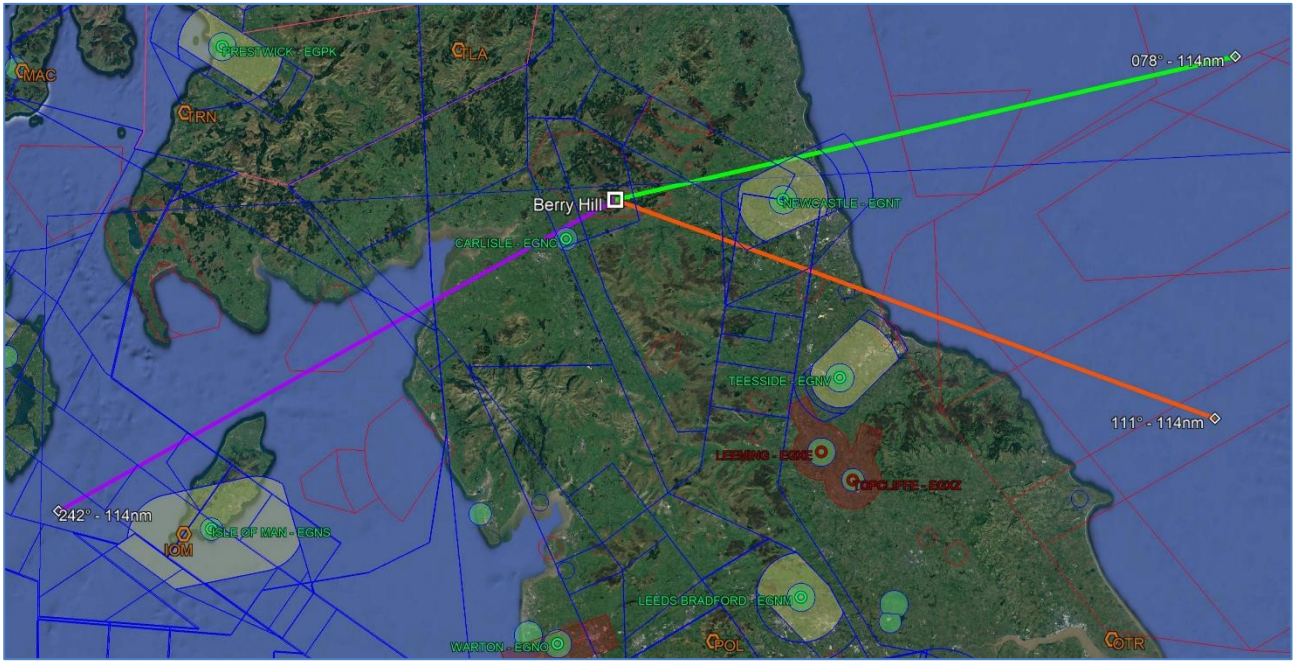 PRESTWICK - EGPK
TLA
078° - 114nm
MAC
TRN
Berry Hill
NEWCASTLE - EGNT
CARLISLE - EGNC
TEESSIDE - EGNV
111° - 114nm
LEEMING - EGXE
TOPCLIFFE - EGXZ
242° - 114nm
ISLE OF MAN - EGNS
IOM
LEEDS BRADFORD - EGNM
WARTON - EGNO
POL
OTR